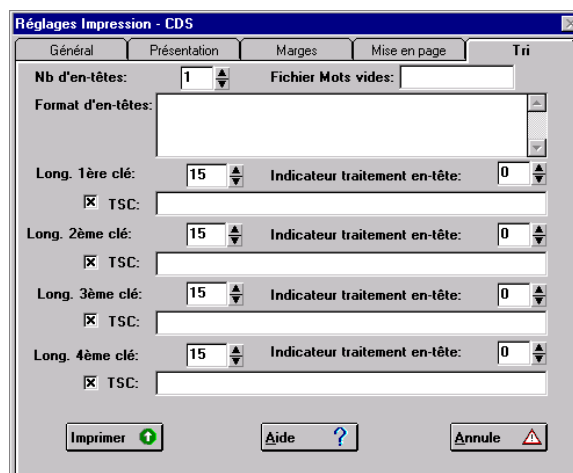 Réglages Impression - CDS
Général Présentation Marges Mise en page Tri
Nb d'en-têtes: 1 Fichier Mots vides:
Format d'en-têtes:
Long. 1ère clé: 15 Indicateur traitement en-tête: 0
TSC:
Long. 2ème clé: 15 Indicateur traitement en-tête: 0
TSC:
Long. 3ème clé: 15 Indicateur traitement en-tête: 0
TSC:
Long. 4ème clé: 15 Indicateur traitement en-tête: 0
TSC:
Imprimer Aide ? Annule